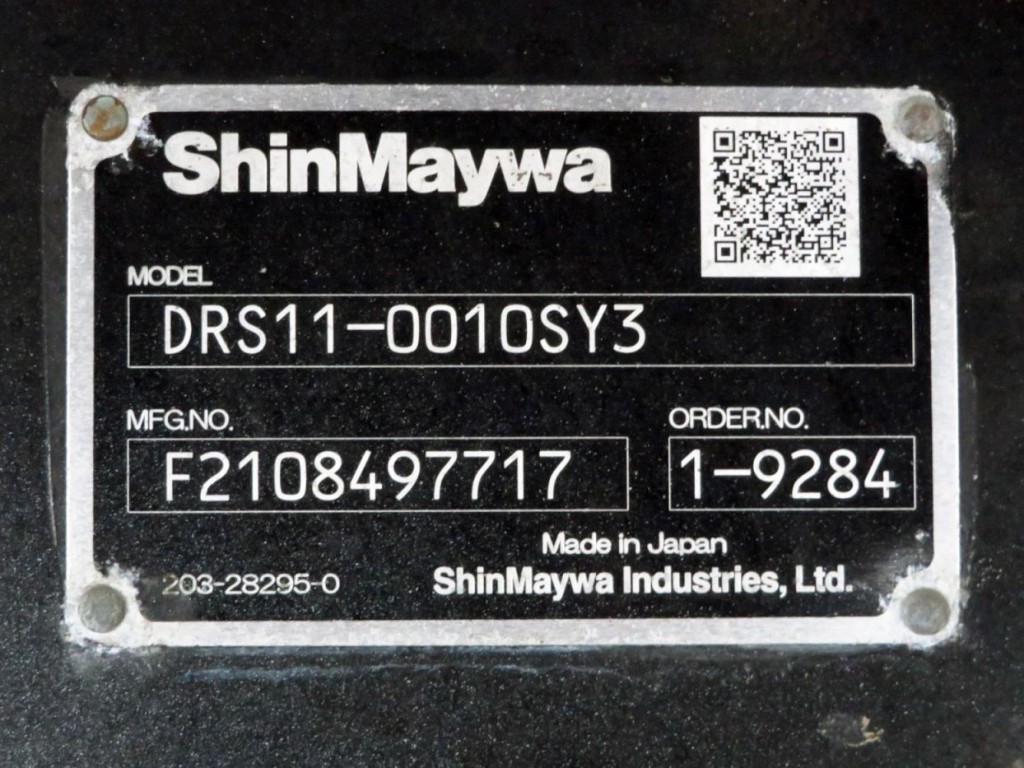 ShinMaywa
MODEL
DRS11-0010SY3
MFG.NO.
F2108497717
ORDER.NO.
1-9284
Made in Japan
203-28295-0
ShinMaywa Industries, Ltd.